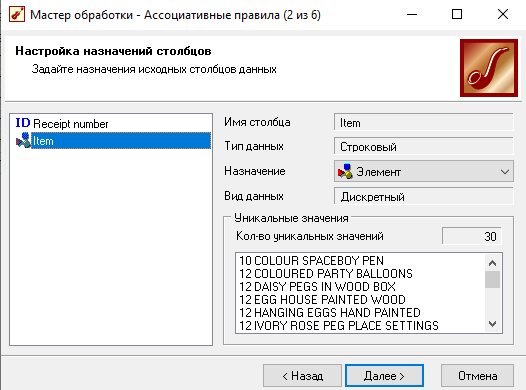 Мастер обработки - Ассоциативные правила (2 из 6)
Настройка назначений столбцов
Задайте назначения исходных столбцов данных
ID Receipt number
Item
Имя столбца Item
Тип данных Строковый
Назначение Элемент
Вид данных Дискретный
Уникальные значения
Кол-во уникальных значений 30
10 COLOUR SPACEBOY PEN
12 COLOURED PARTY BALLOONS
12 DAISY PEGS IN WOOD BOX
12 EGG HOUSE PAINTED WOOD
12 HANGING EGGS HAND PAINTED
12 IVORY ROSE PEG PLACE SETTINGS
< Назад Далее > Отмена